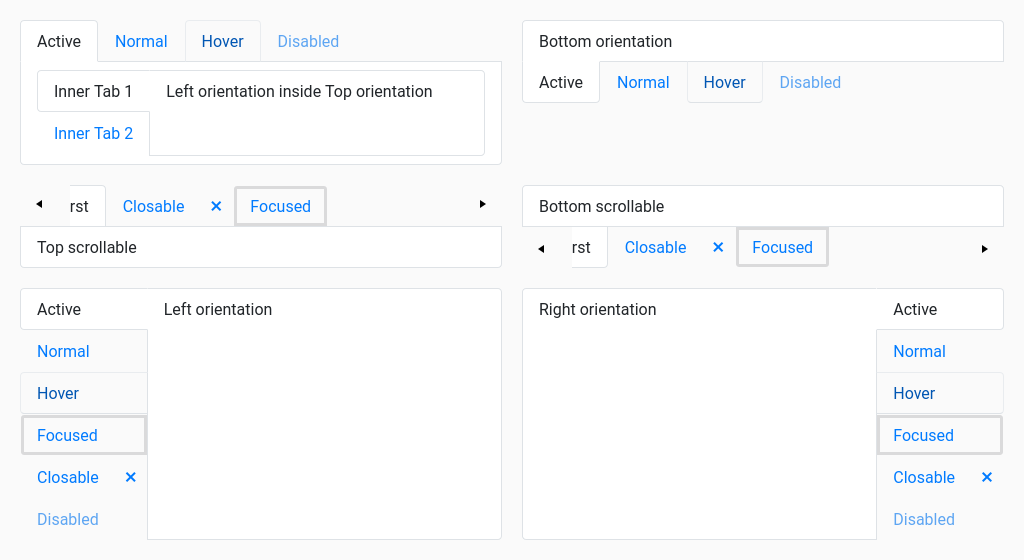 Active Normal Hover Disabled
Inner Tab 1 Left orientation inside Top orientation
Inner Tab 2
Bottom orientation
Active Normal Hover Disabled
rst Closable × Focused
Top scrollable
Bottom scrollable
rst Closable × Focused
Active Left orientation
Normal
Hover
Focused
Closable ×
Disabled
Right orientation Active
Normal
Hover
Focused
Closable ×
Disabled